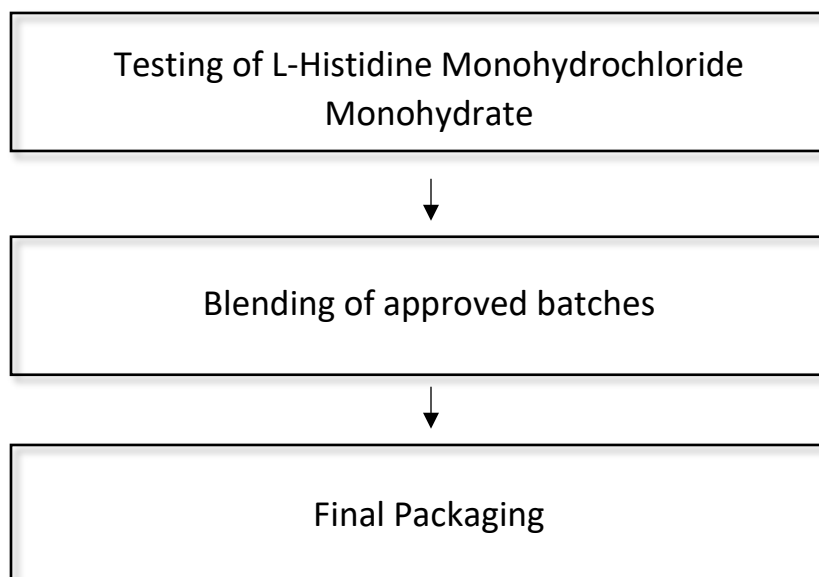 Testing of L-Histidine Monohydrochloride
Monohydrate
Blending of approved batches
Final Packaging